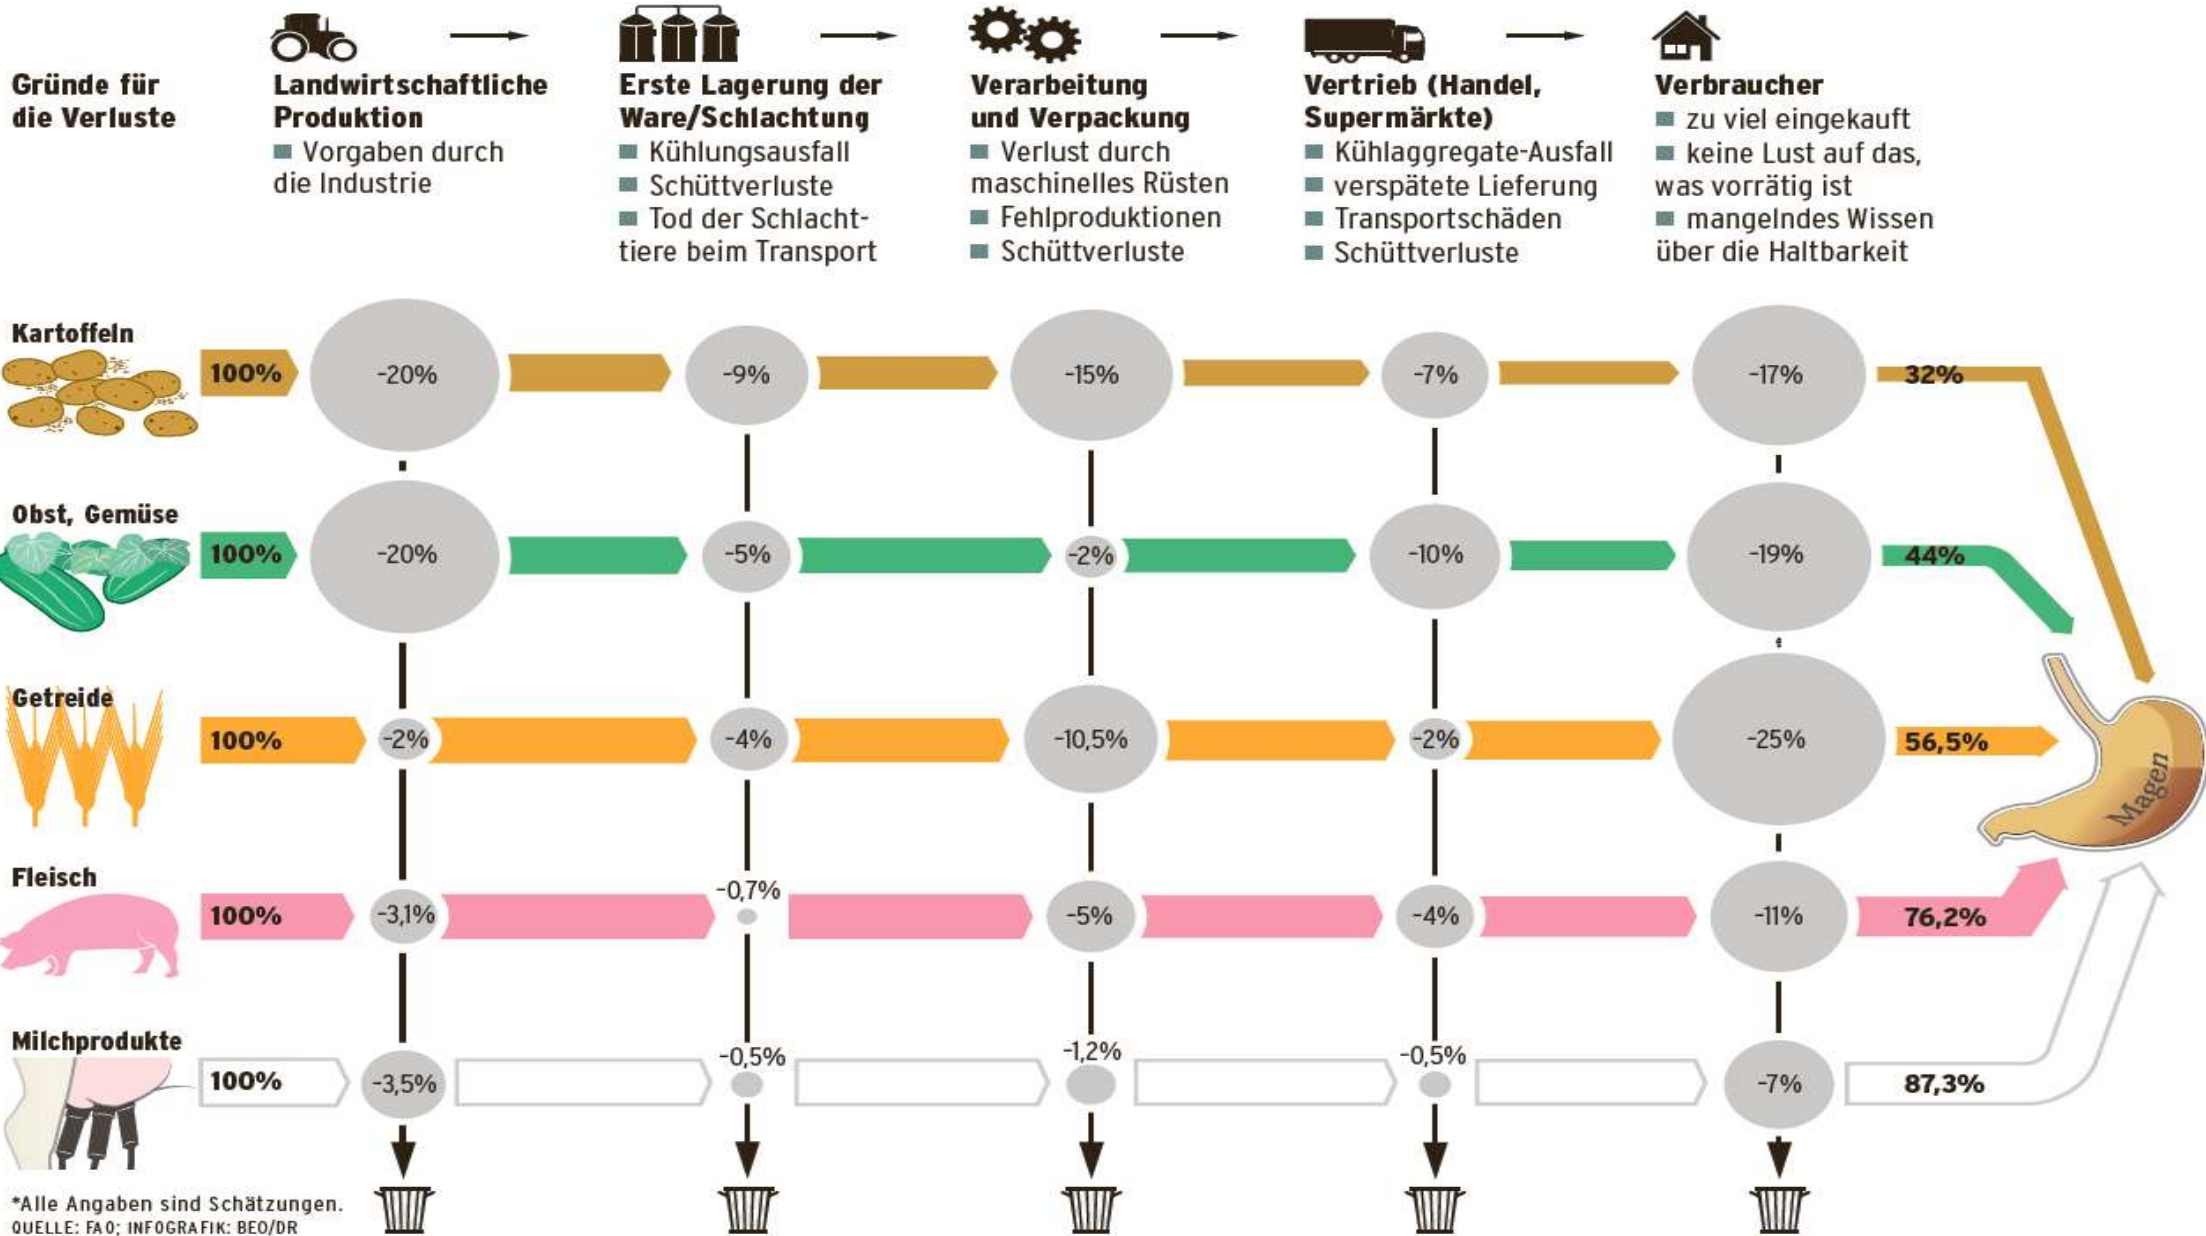 Gründe für
die Verluste
Landwirtschaftliche
Produktion
Vorgaben durch
die Industrie
Erste Lagerung der
Ware/Schlachtung
Kühlungsausfall
Schüttverluste
Tod der Schlacht-
tiere beim Transport
Verarbeitung
und Verpackung
Verlust durch
maschinelles Rüsten
Fehlproduktionen
Schüttverluste
Vertrieb (Handel,
Supermärkte)
Kühlaggregate-Ausfall
verspätete Lieferung
Transportschäden
Schüttverluste
Verbraucher
zu viel eingekauft
keine Lust auf das,
was vorrätig ist
mangelndes Wissen
über die Haltbarkeit
Kartoffeln
100% -20% -9% -15% -7% -17% 32%
Obst, Gemüse
100% -20% -5% -2% -10% -19% 44%
Getreide
100% -2% -4% -10,5% -2% -25% 56,5%
Magen
Fleisch
100% -3,1% -0,7% -5% -4% -11% 76,2%
Milchprodukte
100% -3,5% -0,5% -1,2% -0,5% -7% 87,3%
*Alle Angaben sind Schätzungen.
QUELLE: FAO; INFOGRAFIK: BEO/DR